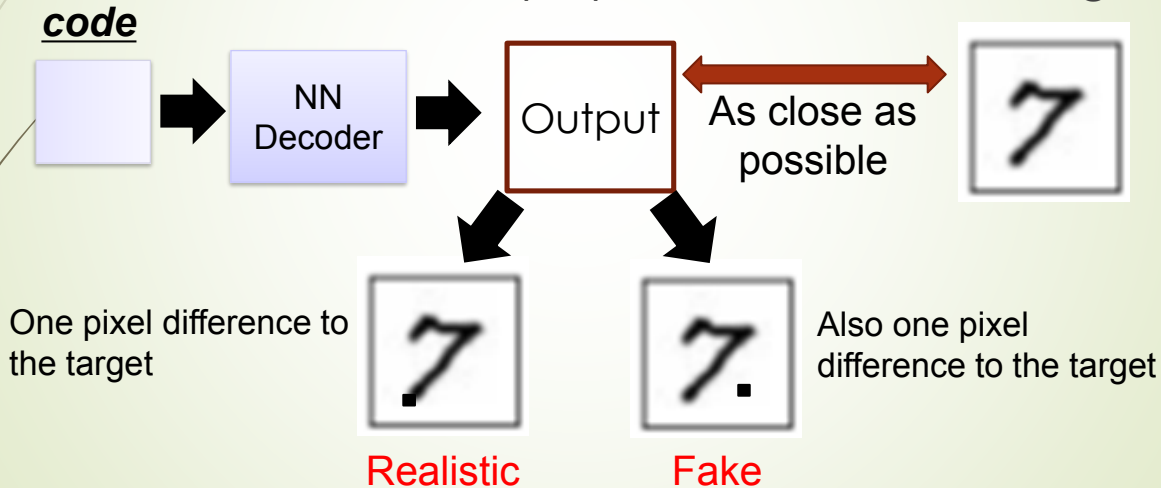 code
NN
Decoder
Output
As close as
possible
One pixel difference to
the target
Also one pixel
difference to the target
Realistic
Fake